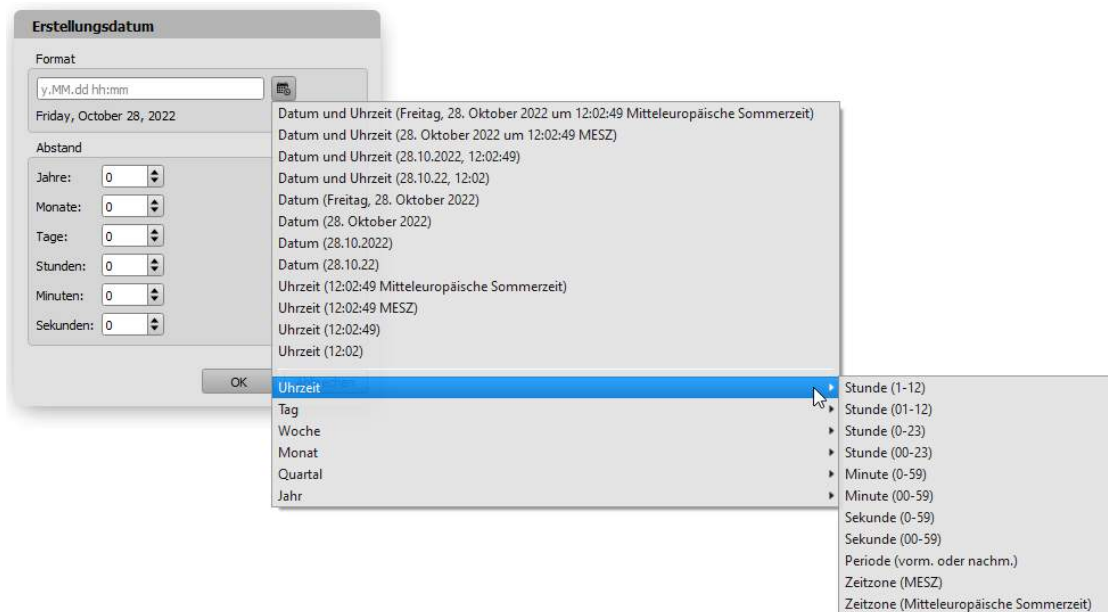 Erstellungsdatum
Format
y.MM.dd hh:mm
Friday, October 28, 2022
Abstand
Jahre: 0
Monate: 0
Tage: 0
Stunden: 0
Minuten: 0
Sekunden: 0
OK
Datum und Uhrzeit (Freitag, 28. Oktober 2022 um 12:02:49 Mitteleuropäische Sommerzeit)
Datum und Uhrzeit (28. Oktober 2022 um 12:02:49 MESZ)
Datum und Uhrzeit (28.10.2022, 12:02:49)
Datum und Uhrzeit (28.10.22, 12:02)
Datum (Freitag, 28. Oktober 2022)
Datum (28. Oktober 2022)
Datum (28.10.2022)
Datum (28.10.22)
Uhrzeit (12:02:49 Mitteleuropäische Sommerzeit)
Uhrzeit (12:02:49 MESZ)
Uhrzeit (12:02:49)
Uhrzeit (12:02)
Uhrzeit
Tag
Woche
Monat
Quartal
Jahr
Stunde (1-12)
Stunde (01-12)
Stunde (0-23)
Stunde (00-23)
Minute (0-59)
Minute (00-59)
Sekunde (0-59)
Sekunde (00-59)
Periode (vorm. oder nachm.)
Zeitzone (MESZ)
Zeitzone (Mitteleuropäische Sommerzeit)